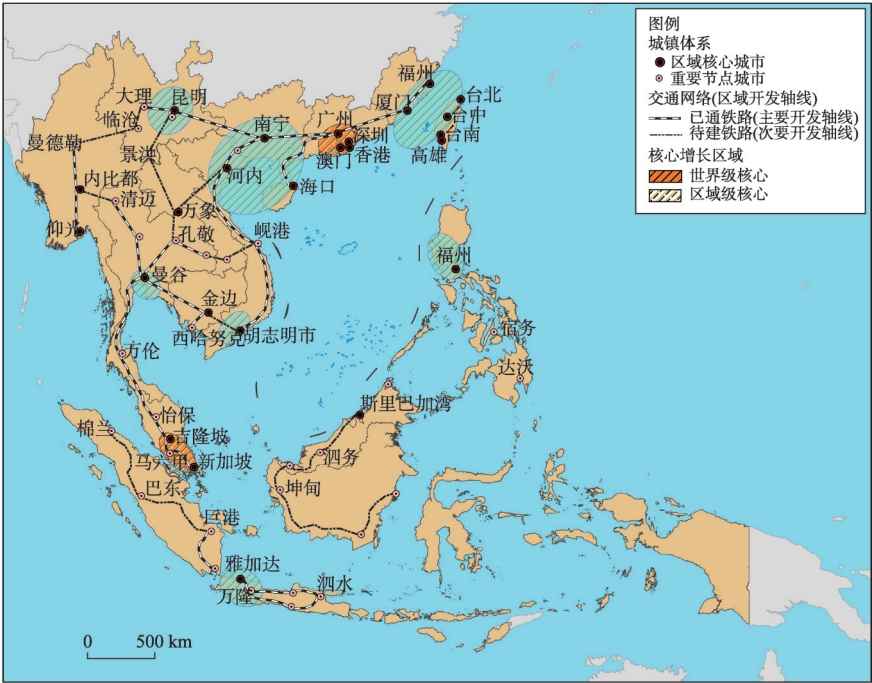 图例
城镇体系
区域核心城市
重要节点城市
交通网络(区域开发轴线)
已通铁路(主要开发轴线)
待建铁路(次要开发轴线)
核心增长区域
世界级核心
区域级核心
福州
大理
昆明
台北
厦门
临沧
广州
台中
南宁
深圳
台南
曼德勒
景洪
澳门
香港
高雄
河内
内比都
海口
清迈
万象
仰光
孔敬
岘港
福州
曼谷
金边
西哈努克
胡志明市
宿务
万伦
达沃
怡保
斯里巴加湾
棉兰
吉隆坡
马六甲
新加坡
泗务
巴东
坤甸
巨港
雅加达
万隆
泗水
0
500 km